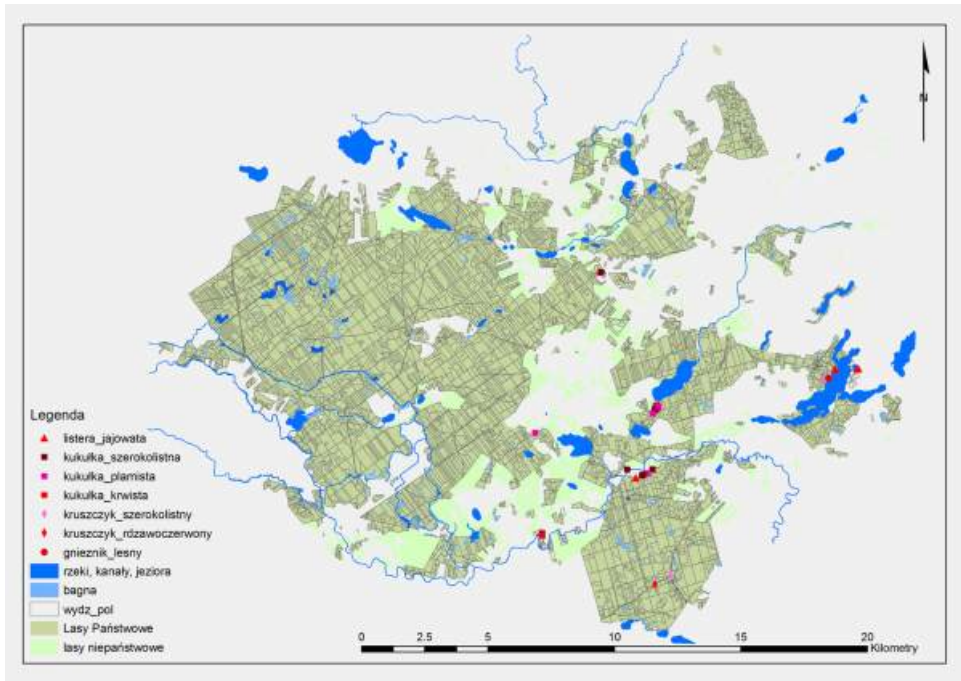 N
Legenda
listera_jajowata
kukułka_szerokolistna
kukułka_plamista
kukułka_krwista
kruszczyk_szerokolistny
kruszczyk_rdzawoczerwony
gnieznik_lesny
rzeki, kanały, jeziora
bagna
wydz_pol
Lasy Państwowe
lasy niepaństwowe
0 2.5 5 10 15 20
Kilometry